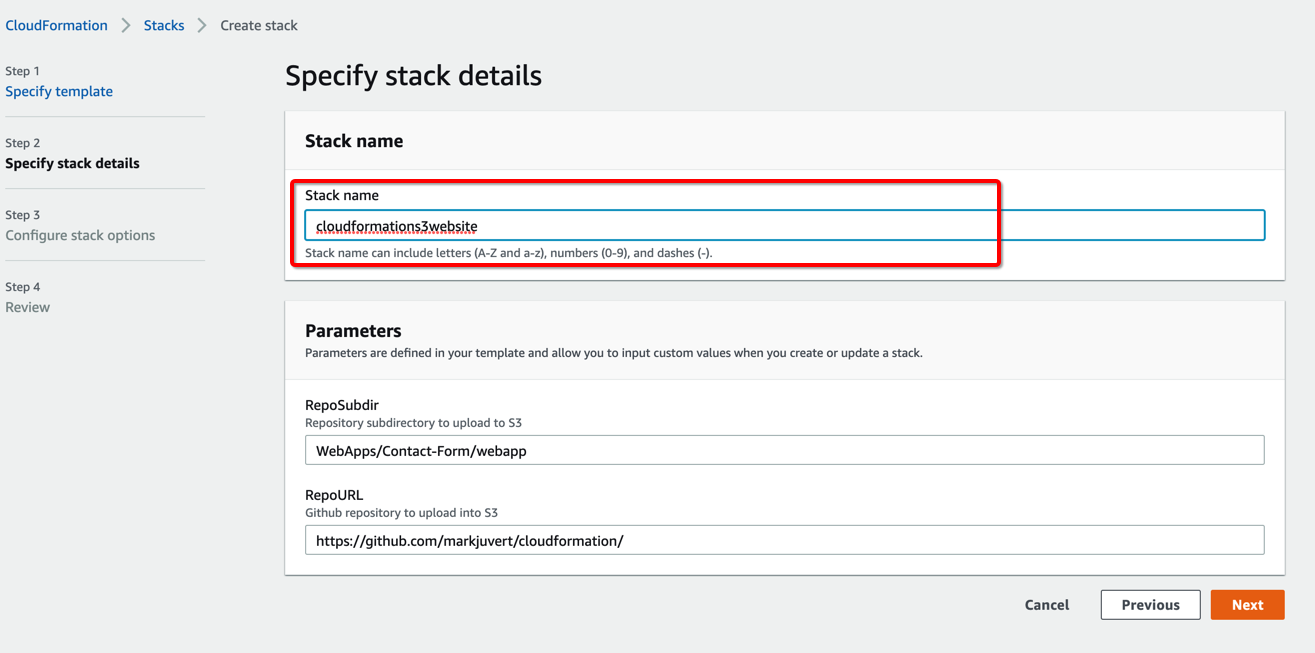 CloudFormation > Stacks > Create stack
Step 1
Specify template
Step 2
Specify stack details
Step 3
Configure stack options
Step 4
Review
Specify stack details
Stack name
Stack name
cloudformations3website
Stack name can include letters (A-Z and a-z), numbers (0-9), and dashes (-).
Parameters
Parameters are defined in your template and allow you to input custom values when you create or update a stack.
RepoSubdir
Repository subdirectory to upload to S3
WebApps/Contact-Form/webapp
RepoURL
Github repository to upload into S3
https://github.com/markjuvert/cloudformation/
Cancel Previous Next